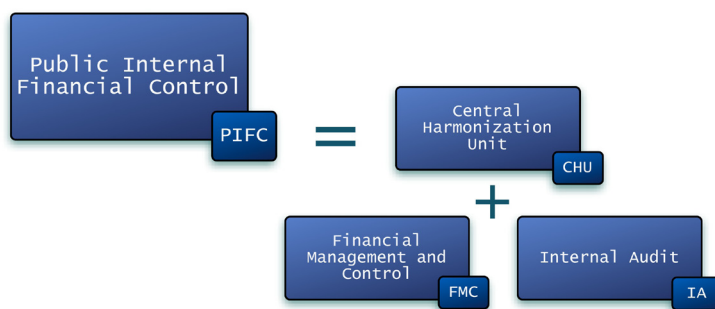 Public Internal
Financial Control
PIFC
=
Central
Harmonization
Unit
CHU
+
Financial
Management and
Control
FMC
Internal Audit
IA